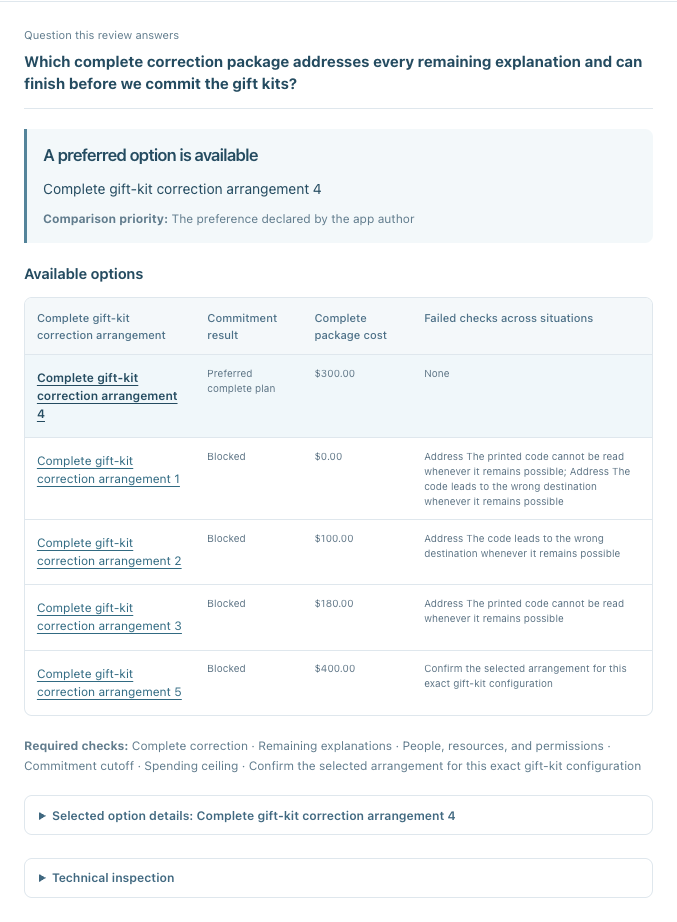 Question this review answers
Which complete correction package addresses every remaining explanation and can
finish before we commit the gift kits?
A preferred option is available
Complete gift-kit correction arrangement 4
Comparison priority: The preference declared by the app author
Available options
Complete gift-kit
correction arrangement
Commitment
result
Complete
package cost
Failed checks across situations
Complete gift-kit
correction arrangement
4
Preferred
complete plan
$300.00
None
Complete gift-kit
correction arrangement 1
Blocked
$0.00
Address The printed code cannot be read
whenever it remains possible; Address The
code leads to the wrong destination
whenever it remains possible
Complete gift-kit
correction arrangement 2
Blocked
$100.00
Address The code leads to the wrong
destination whenever it remains possible
Complete gift-kit
correction arrangement 3
Blocked
$180.00
Address The printed code cannot be read
whenever it remains possible
Complete gift-kit
correction arrangement 5
Blocked
$400.00
Confirm the selected arrangement for this
exact gift-kit configuration
Required checks: Complete correction · Remaining explanations · People, resources, and permissions ·
Commitment cutoff · Spending ceiling · Confirm the selected arrangement for this exact gift-kit configuration
▶ Selected option details: Complete gift-kit correction arrangement 4
▶ Technical inspection